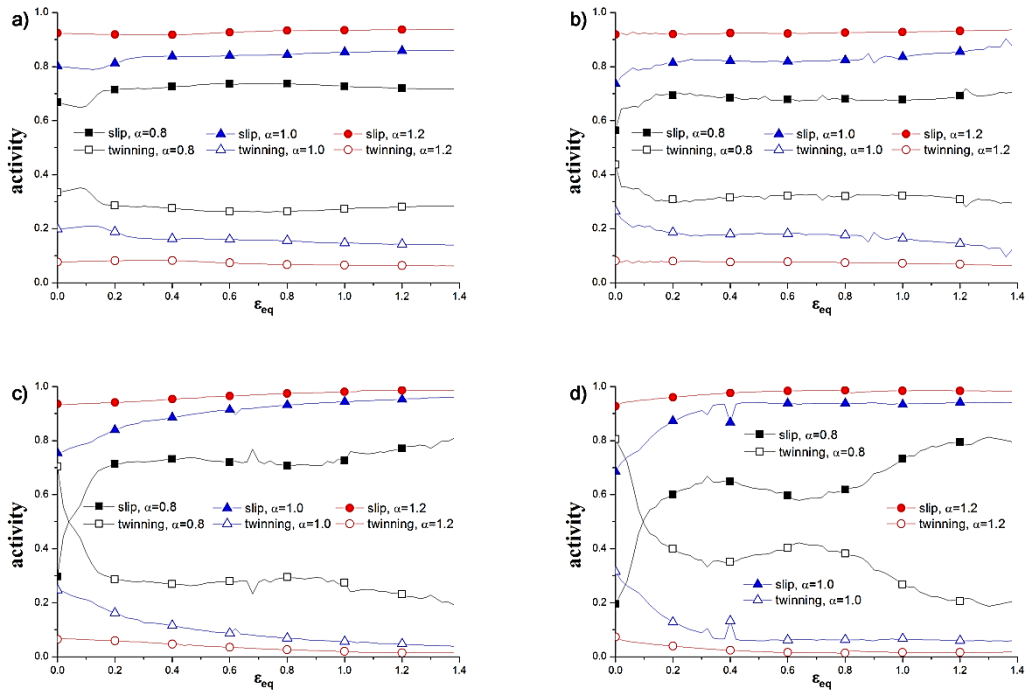 a)
1.0
0.8
0.6
0.4
0.2
0.0
activity
slip, α=0.8 slip, α=1.0 slip, α=1.2
twinning, α=0.8 twinning, α=1.0 twinning, α=1.2
0.0 0.2 0.4 0.6 0.8 1.0 1.2 1.4
εeq
b)
1.0
0.8
0.6
0.4
0.2
0.0
activity
slip, α=0.8 slip, α=1.0 slip, α=1.2
twinning, α=0.8 twinning, α=1.0 twinning, α=1.2
0.0 0.2 0.4 0.6 0.8 1.0 1.2 1.4
εeq
c)
1.0
0.8
0.6
0.4
0.2
0.0
activity
slip, α=0.8 slip, α=1.0 slip, α=1.2
twinning, α=0.8 twinning, α=1.0 twinning, α=1.2
0.0 0.2 0.4 0.6 0.8 1.0 1.2 1.4
εeq
d)
1.0
0.8
0.6
0.4
0.2
0.0
activity
slip, α=0.8
twinning, α=0.8
slip, α=1.2
twinning, α=1.2
slip, α=1.0
twinning, α=1.0
0.0 0.2 0.4 0.6 0.8 1.0 1.2 1.4
εeq